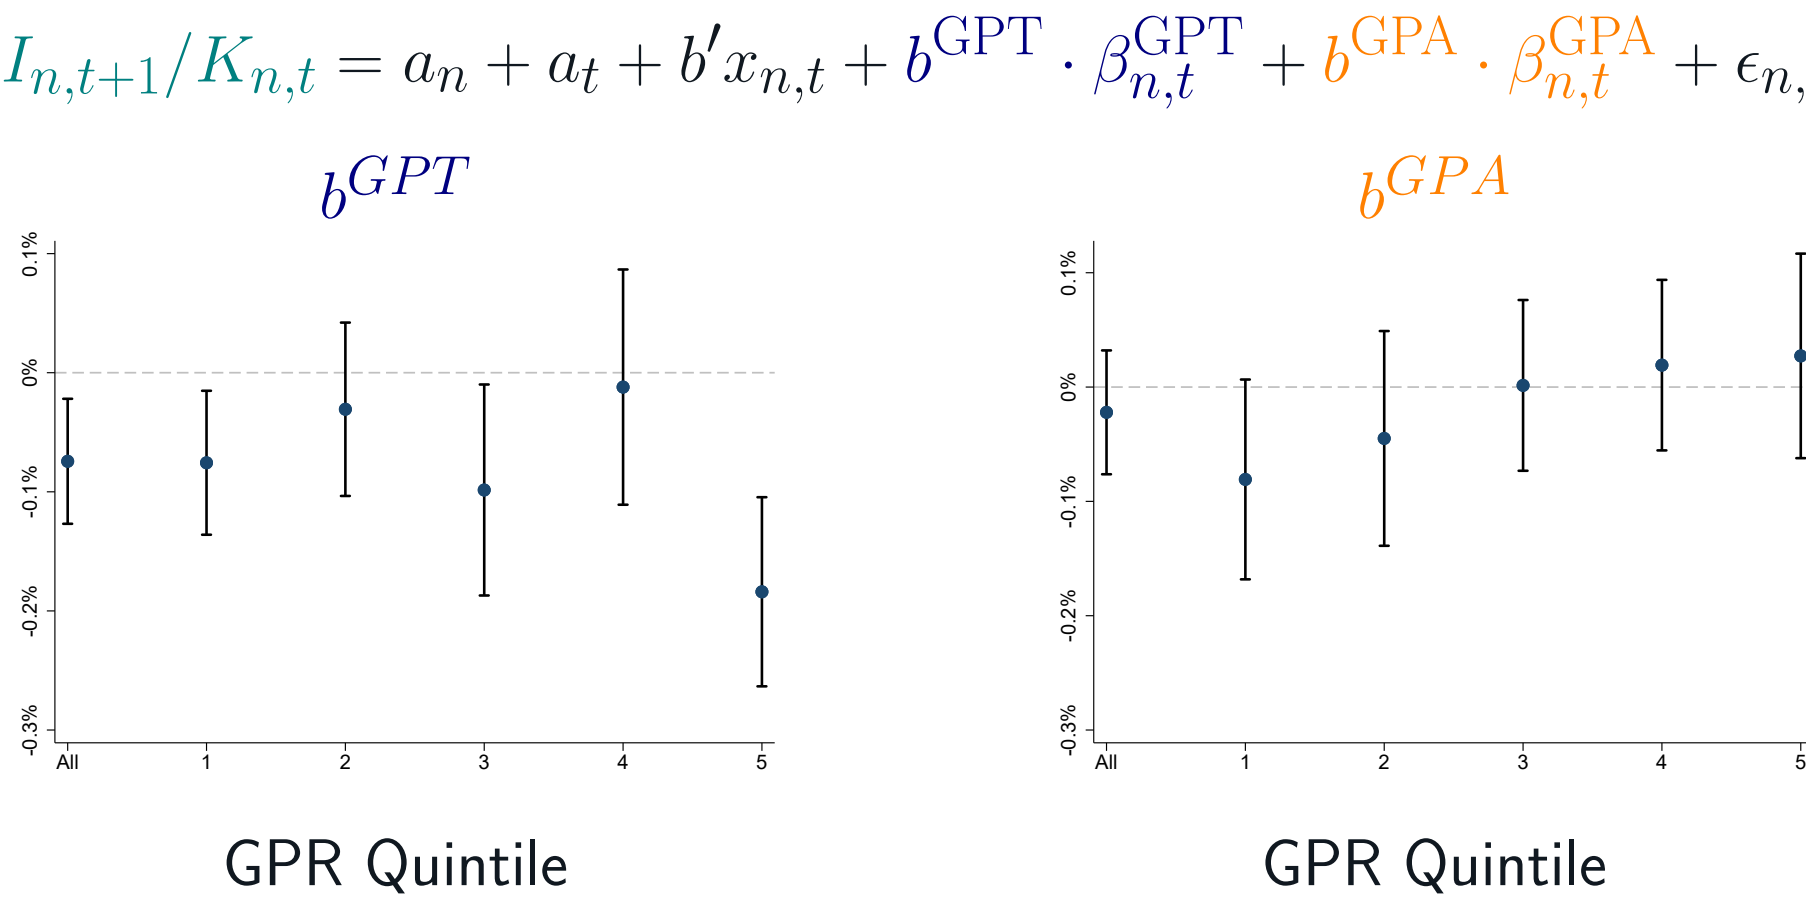 I_{n,t+1}/K_{n,t} = a_n + a_t + b′x_{n,t} + b^{GPT} · β^{GPT}_{n,t} + b^{GPA} · β^{GPA}_{n,t} + ϵ_{n,
b^{GPT}
b^{GPA}
0.1%
0%
-0.1%
-0.2%
-0.3%
All 1 2 3 4 5
GPR Quintile
0.1%
0%
-0.1%
-0.2%
-0.3%
All 1 2 3 4 5
GPR Quintile